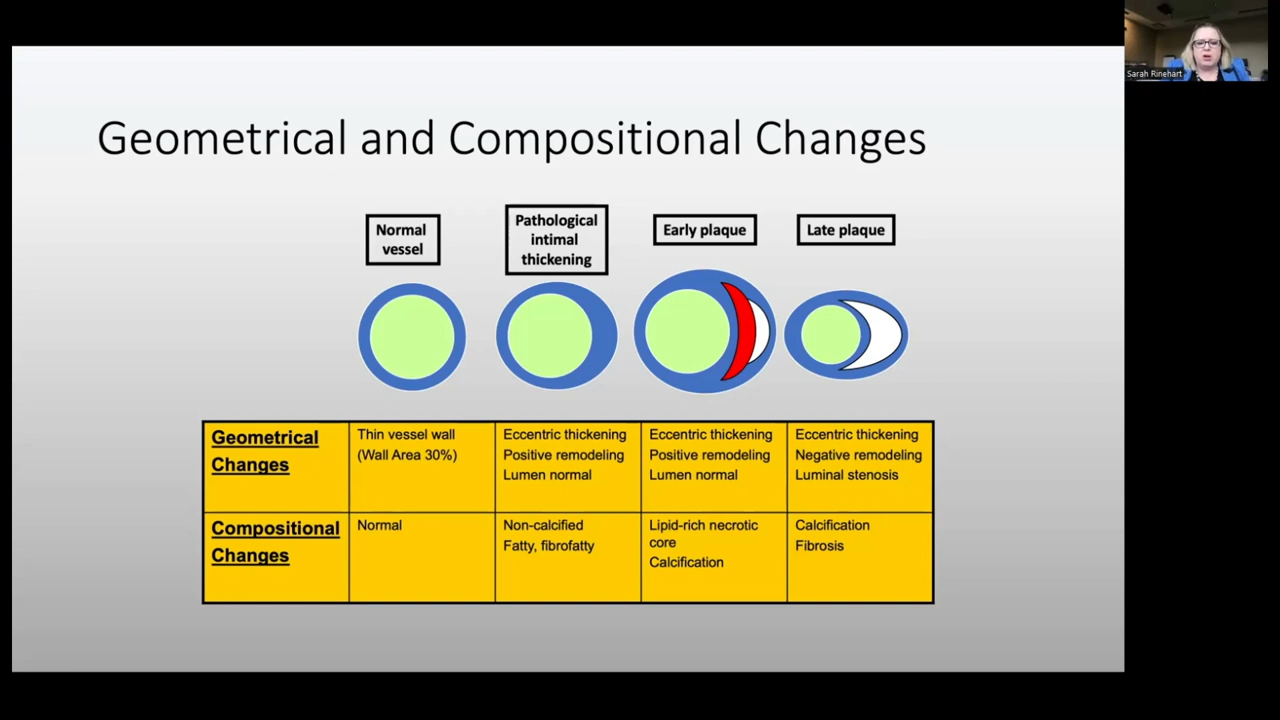 Sarah Rinehart
Geometrical and Compositional Changes
Normal
vessel
Pathological
intimal
thickening
Early plaque
Late plaque
Geometrical
Changes
Thin vessel wall
(Wall Area 30%)
Eccentric thickening
Positive remodeling
Lumen normal
Eccentric thickening
Positive remodeling
Lumen normal
Eccentric thickening
Negative remodeling
Luminal stenosis
Compositional
Changes
Normal
Non-calcified
Fatty, fibrofatty
Lipid-rich necrotic
core
Calcification
Calcification
Fibrosis